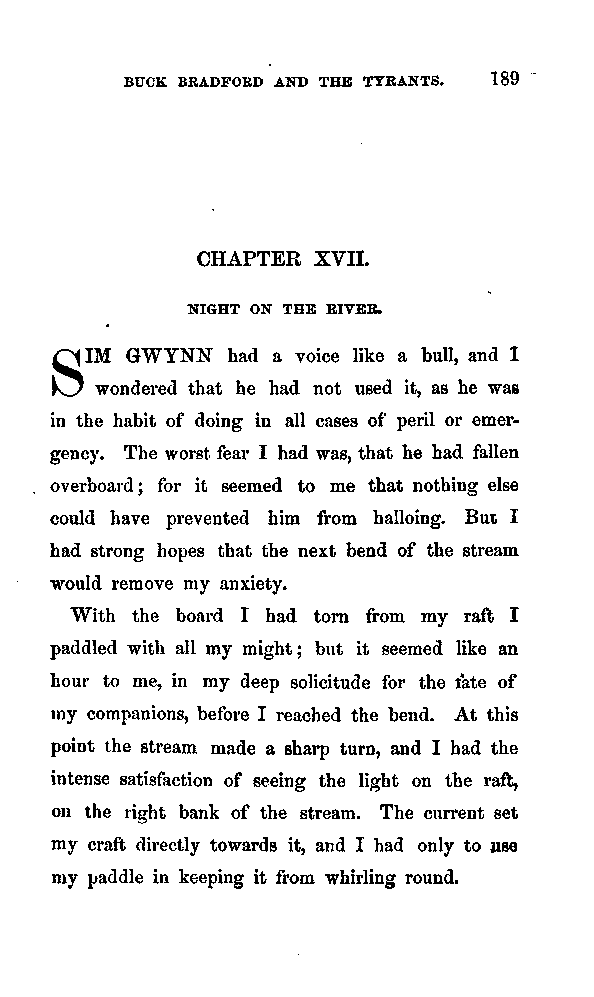 BUCK BRADFORD AND THE TYRANTS. 189
CHAPTER XVII.
NIGHT ON THE RIVER.
SIM GWYNN had a voice like a bull, and I
wondered that he had not used it, as he was
in the habit of doing in all cases of peril or emer-
gency. The worst fear I had was, that he had fallen
overboard; for it seemed to me that nothing else
could have prevented him from halloing. But I
had strong hopes that the next bend of the stream
would remove my anxiety.
With the board I had torn from my raft I
paddled with all my might; but it seemed like an
hour to me, in my deep solicitude for the fate of
my companions, before I reached the bend. At this
point the stream made a sharp turn, and I had the
intense satisfaction of seeing the light on the raft,
on the right bank of the stream. The current set
my craft directly towards it, and I had only to use
my paddle in keeping it from whirling round.